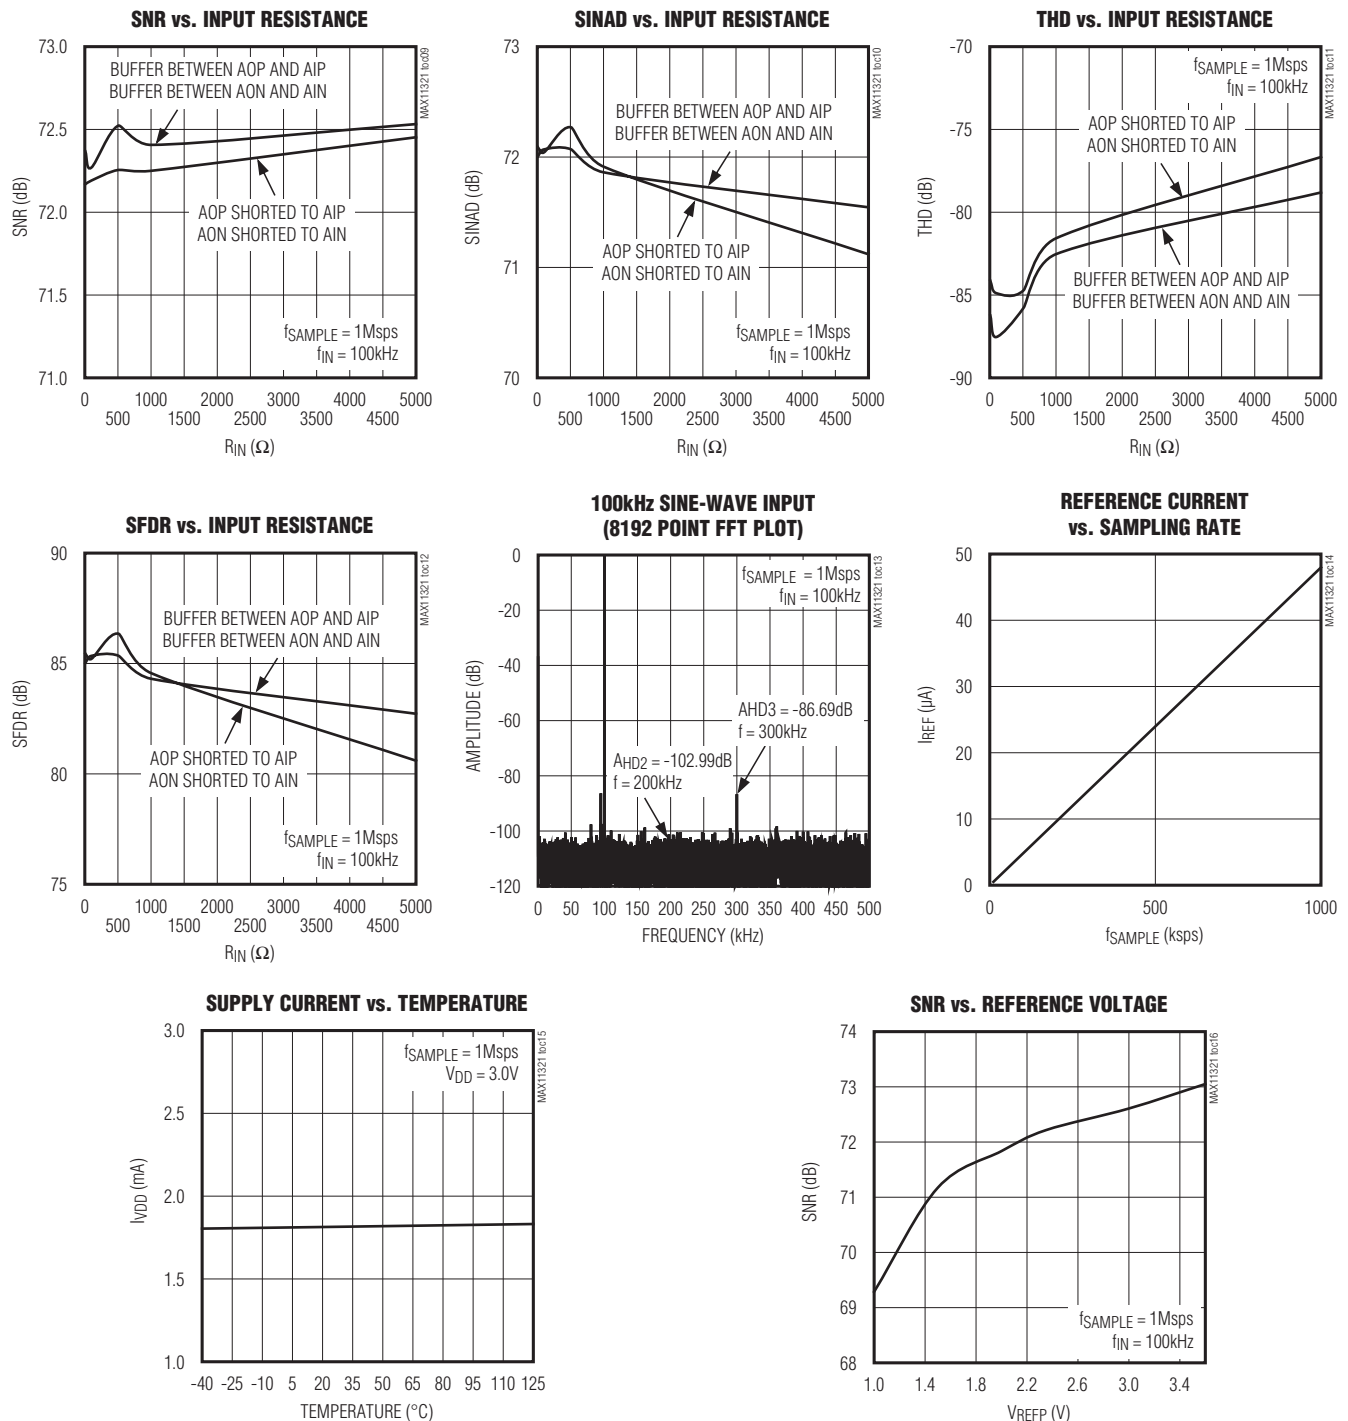 SNR vs. INPUT RESISTANCE
MAX11321 toc09
73.0
72.5
72.0
71.5
71.0
SNR (dB)
BUFFER BETWEEN AOP AND AIP
BUFFER BETWEEN AON AND AIN
AOP SHORTED TO AIP
AON SHORTED TO AIN
fSAMPLE = 1Msps
fIN = 100kHz
0 1000 2000 3000 4000 5000
500 1500 2500 3500 4500
RIN (Ω)
SINAD vs. INPUT RESISTANCE
MAX11321 toc10
73
72
71
70
SINAD (dB)
BUFFER BETWEEN AOP AND AIP
BUFFER BETWEEN AON AND AIN
AOP SHORTED TO AIP
AON SHORTED TO AIN
fSAMPLE = 1Msps
fIN = 100kHz
0 1000 2000 3000 4000 5000
500 1500 2500 3500 4500
RIN (Ω)
THD vs. INPUT RESISTANCE
MAX11321 toc11
-70
-75
-80
-85
-90
THD (dB)
fSAMPLE = 1Msps
fIN = 100kHz
AOP SHORTED TO AIP
AON SHORTED TO AIN
BUFFER BETWEEN AOP AND AIP
BUFFER BETWEEN AON AND AIN
0 1000 2000 3000 4000 5000
500 1500 2500 3500 4500
RIN (Ω)
SFDR vs. INPUT RESISTANCE
MAX11321 toc12
90
85
80
75
SFDR (dB)
BUFFER BETWEEN AOP AND AIP
BUFFER BETWEEN AON AND AIN
AOP SHORTED TO AIP
AON SHORTED TO AIN
fSAMPLE = 1Msps
fIN = 100kHz
0 1000 2000 3000 4000 5000
500 1500 2500 3500 4500
RIN (Ω)
100kHz SINE-WAVE INPUT
(8192 POINT FFT PLOT)
MAX11321 toc13
0
-20
-40
-60
-80
-100
-120
AMPLITUDE (dB)
fSAMPLE = 1Msps
fIN = 100kHz
AHD3 = -86.69dB
f = 300kHz
AHD2 = -102.99dB
f = 200kHz
0 50 100 150 200 250 300 350 400 450 500
FREQUENCY (kHz)
REFERENCE CURRENT
vs. SAMPLING RATE
MAX11321 toc14
50
40
30
20
10
0
IREF (µA)
0 500 1000
fSAMPLE (ksps)
SUPPLY CURRENT vs. TEMPERATURE
MAX11321 toc15
3.0
2.5
2.0
1.5
1.0
IVDD (mA)
fSAMPLE = 1Msps
VDD = 3.0V
-40 -25 -10 5 20 35 50 65 80 95 110 125
TEMPERATURE (°C)
SNR vs. REFERENCE VOLTAGE
MAX11321 toc16
74
73
72
71
70
69
68
SNR (dB)
fSAMPLE = 1Msps
fIN = 100kHz
1.0 1.4 1.8 2.2 2.6 3.0 3.4
VREFP (V)